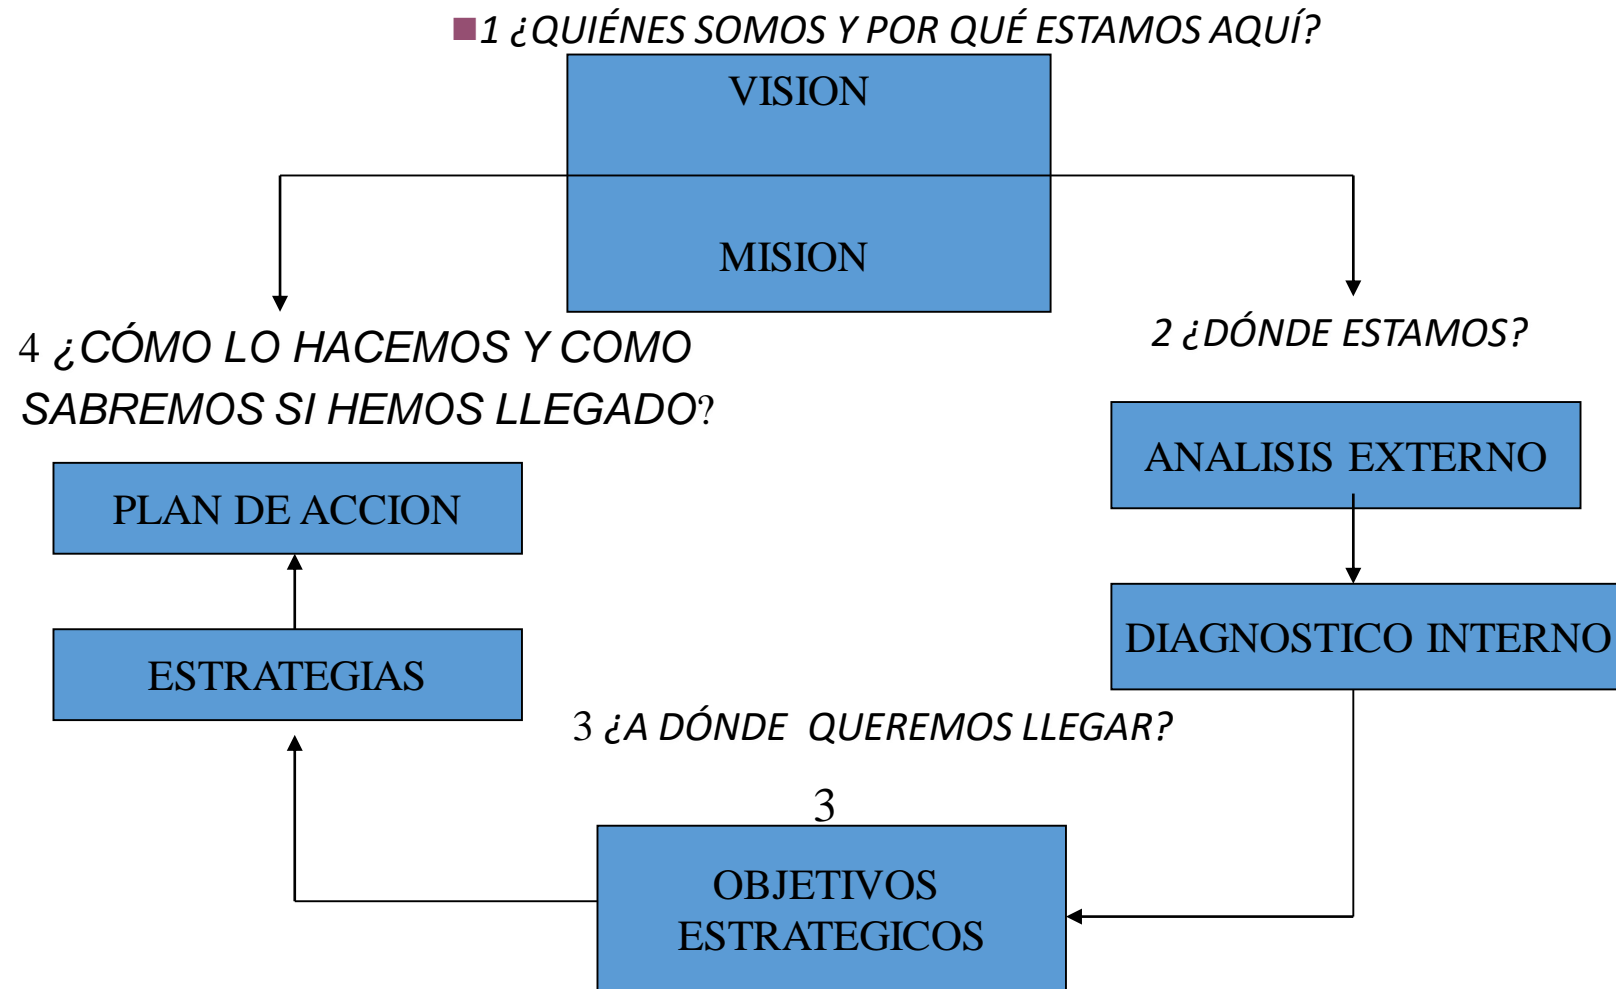 1 ¿QUIÉNES SOMOS Y POR QUÉ ESTAMOS AQUÍ?
VISION
MISION
2 ¿DÓNDE ESTAMOS?
ANALISIS EXTERNO
DIAGNOSTICO INTERNO
3 ¿A DÓNDE QUEREMOS LLEGAR?
3
OBJETIVOS
ESTRATEGICOS
4 ¿CÓMO LO HACEMOS Y COMO
SABREMOS SI HEMOS LLEGADO?
PLAN DE ACCION
ESTRATEGIAS